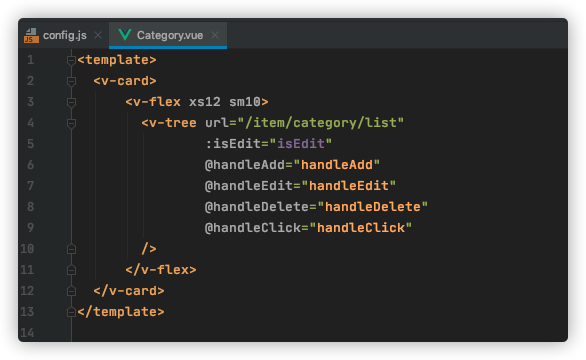 config.js Category.vue
1 <template>
2 <v-card>
3 <v-flex xs12 sm10>
4 <v-tree url="/item/category/list"
5 :isEdit="isEdit"
6 @handleAdd="handleAdd"
7 @handleEdit="handleEdit"
8 @handleDelete="handleDelete"
9 @handleClick="handleClick"
10 />
11 </v-flex>
12 </v-card>
13 </template>
14